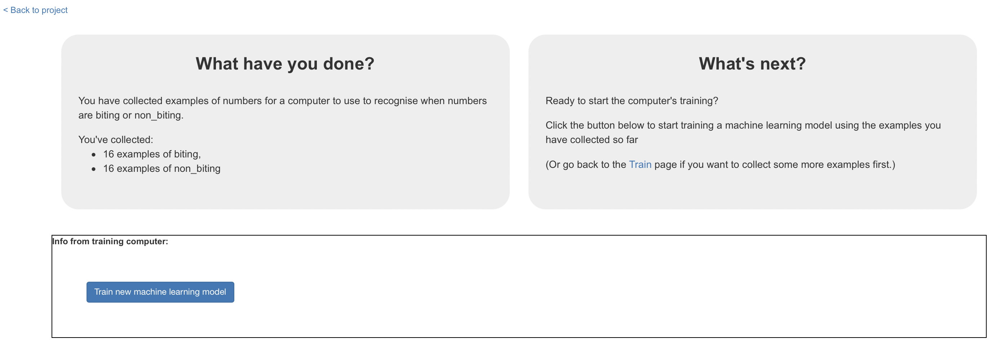 < Back to project
What have you done?
You have collected examples of numbers for a computer to use to recognise when numbers
are biting or non_biting.
You've collected:
16 examples of biting,
16 examples of non_biting
What's next?
Ready to start the computer's training?
Click the button below to start training a machine learning model using the examples you
have collected so far
(Or go back to the Train page if you want to collect some more examples first.)
Info from training computer:
Train new machine learning model